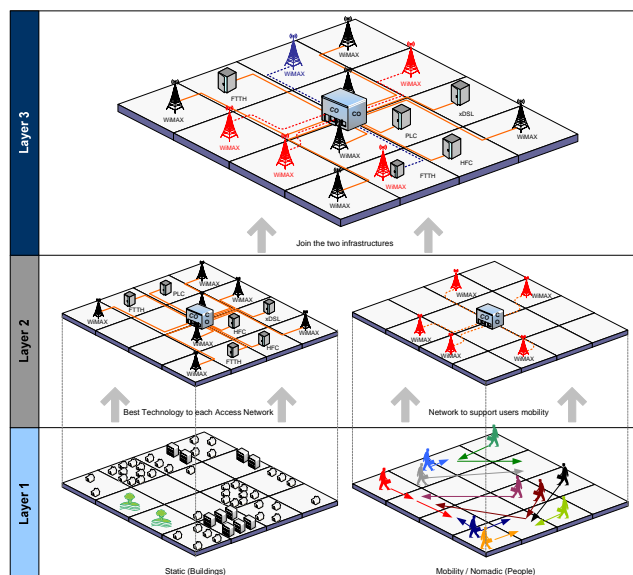 Layer 3
WiMAX
WiMAX
WiMAX
FTTH
WiMAX
xDSL
WiMAX
CO
CO
PLC
WiMAX
WiMAX
WiMAX
HFC
WiMAX
FTTH
WiMAX
WiMAX
Join the two infrastructures
Layer 2
WiMAX
PLC
WiMAX
FTTH
WiMAX
xDSL
WiMAX
HFC
WiMAX
HFC
FTTH
WiMAX
WiMAX
WiMAX
WiMAX
WiMAX
WiMAX
Best Technology to each Access Network
Network to support users mobility
Layer 1
Static (Buildings)
Mobility / Nomadic (People)